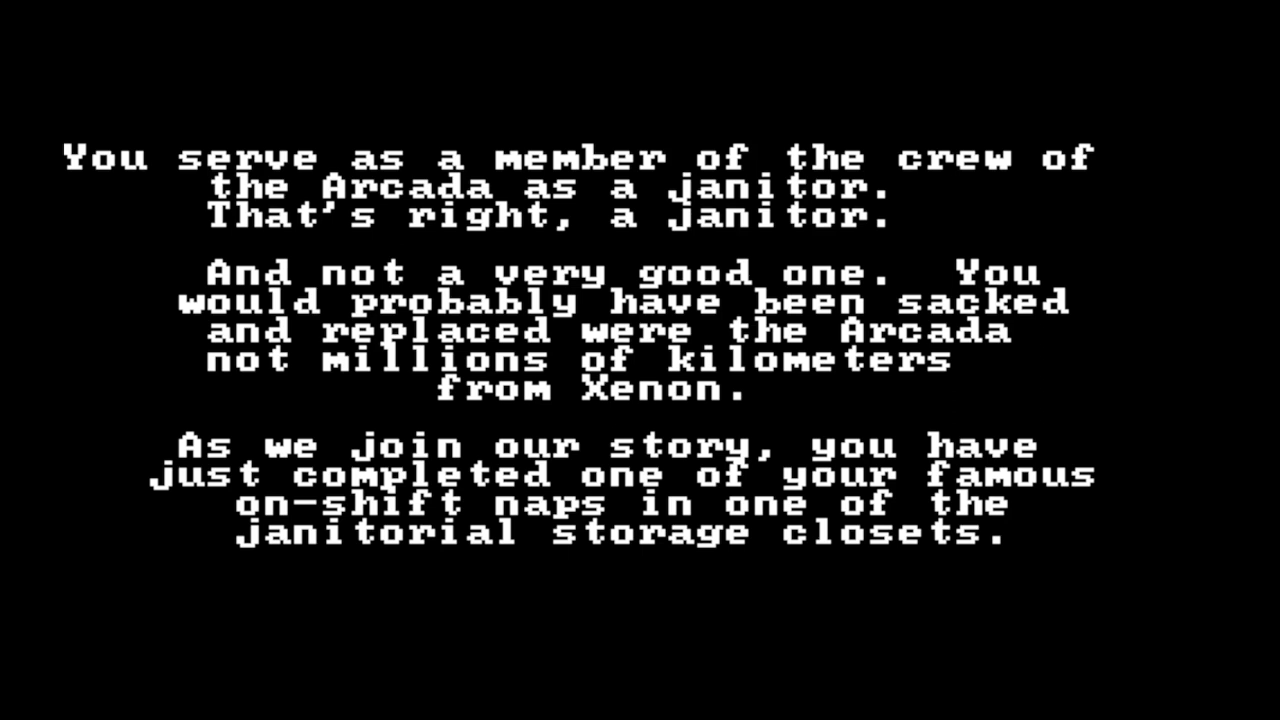 You serve as a member of the crew of
the Arcada as a janitor.
That's right, a janitor.
And not a very good one.  You
would probably have been sacked
and replaced were the Arcada
not millions of kilometers
from Xenon.
As we join our story, you have
just completed one of your famous
on-shift naps in one of the
janitorial storage closets.